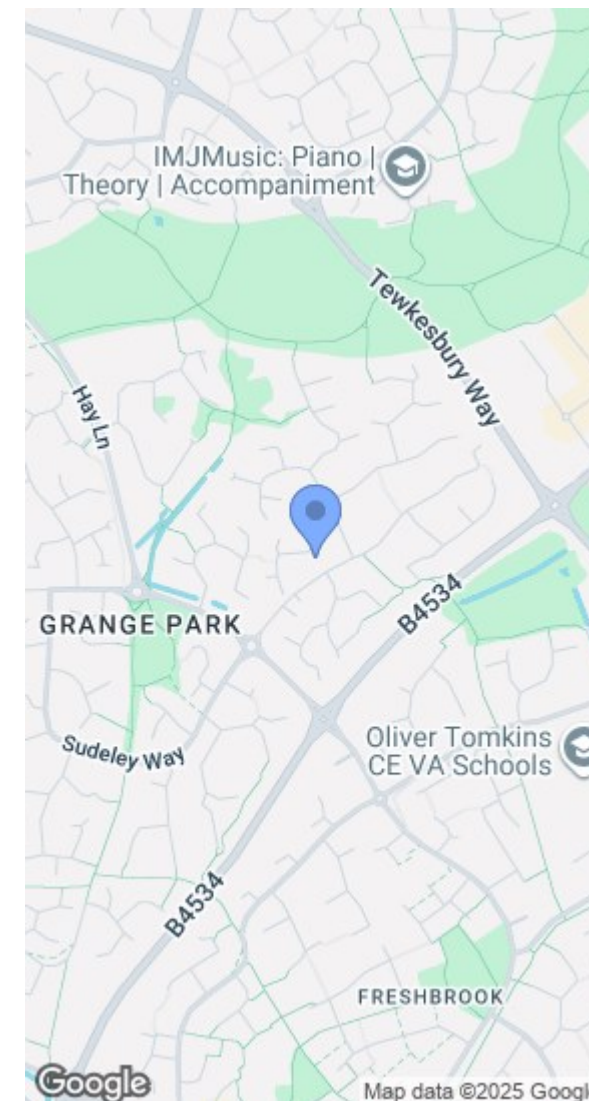 IMJMusic: Piano |
Theory | Accompaniment
Tewkesbury Way
Hay Ln
GRANGE PARK
B4534
Sudeley Way
Oliver Tomkins
CE VA Schools
B4534
FRESHBROOK
Google
Map data ©2025 Google